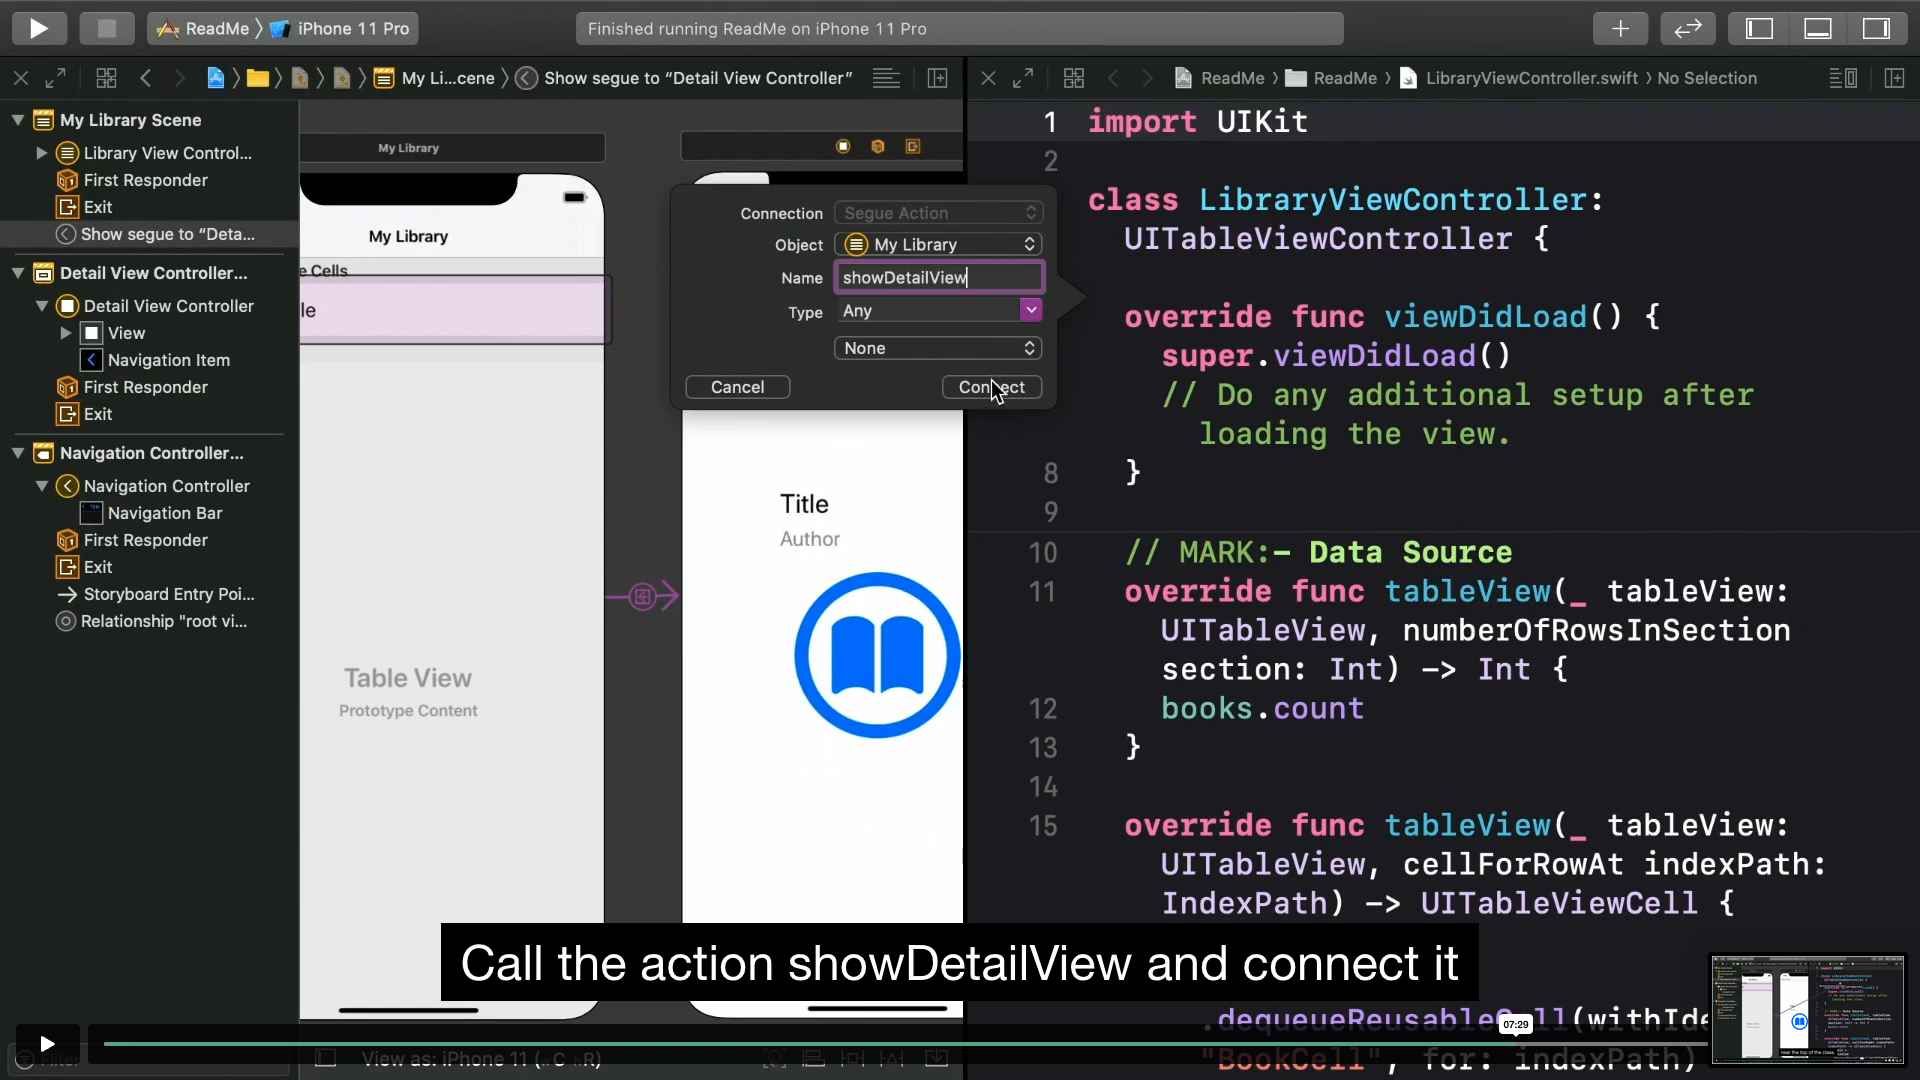 ReadMe 〉 iPhone 11 Pro
Finished running ReadMe on iPhone 11 Pro
My Li...cene 〉 Show segue to “Detail View Controller”
ReadMe 〉 ReadMe 〉 LibraryViewController.swift 〉 No Selection
My Library Scene
Library View Control...
First Responder
Exit
Show segue to “Deta...
Detail View Controller...
Detail View Controller
View
Navigation Item
First Responder
Exit
Navigation Controller...
Navigation Controller
Navigation Bar
First Responder
Exit
Storyboard Entry Poi...
Relationship "root vi...
Filter
My Library
My Library
e Cells
le
Table View
Prototype Content
Connection Segue Action
Object My Library
Name showDetailView
Type Any
None
Cancel Connect
Title
Author
View as: iPhone 11 (wC hR)
1 import UIKit
2
class LibraryViewController:
UITableViewController {
override func viewDidLoad() {
super.viewDidLoad()
// Do any additional setup after
loading the view.
8 }
9
10 // MARK:- Data Source
11 override func tableView(_ tableView:
UITableView, numberOfRowsInSection
section: Int) -> Int {
12 books.count
13 }
14
15 override func tableView(_ tableView:
UITableView, cellForRowAt indexPath:
IndexPath) -> UITableViewCell {
.dequeueReusableCell(withIde
"BookCell", for: indexPath)
Call the action showDetailView and connect it
07:29